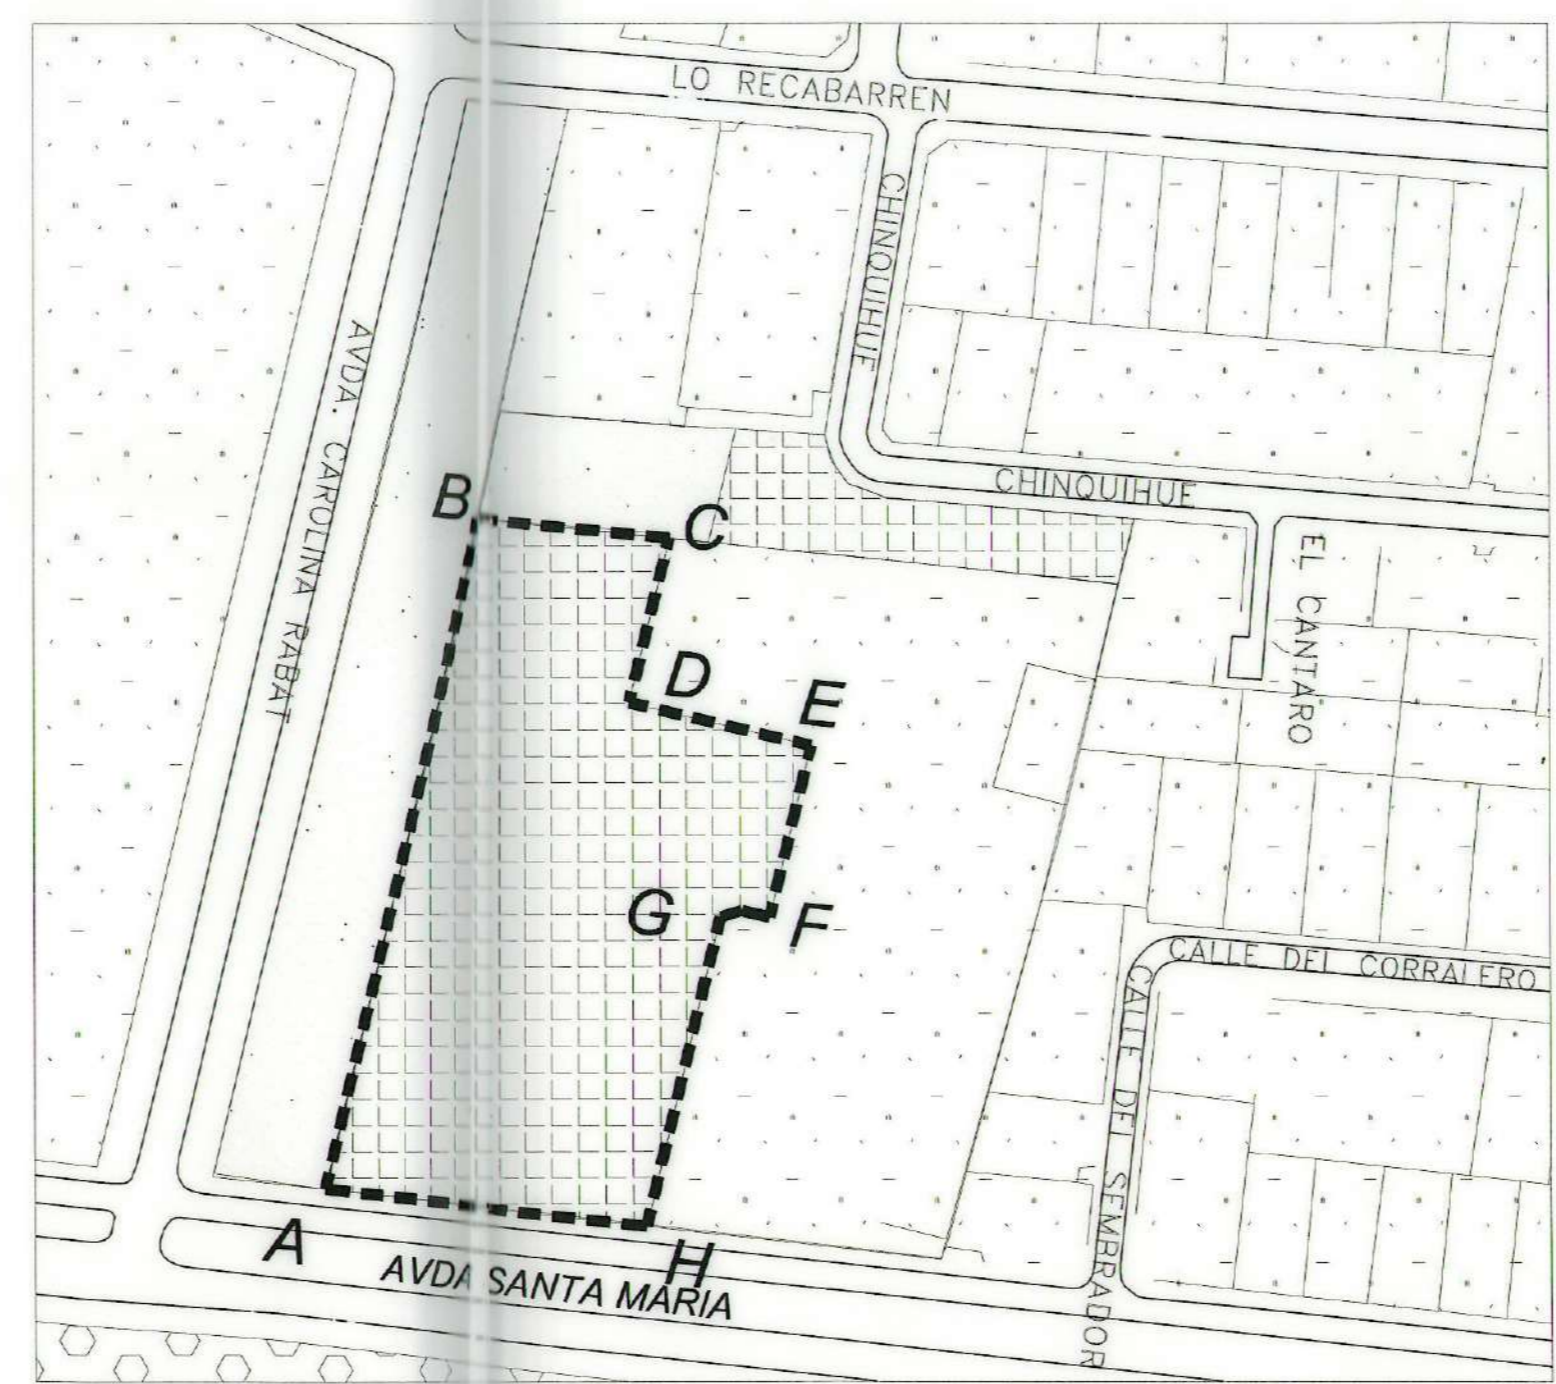 LO RECABARREN
CHINQUIHUE
AVDA. CAROLINA RABAT
B
C
CHINQUIHUE
EL CANTARO
D
E
G
F
CALLE DEL CORRALERO
CALLE DEL SEMBRADOR
A
H
AVDA SANTA MARIA